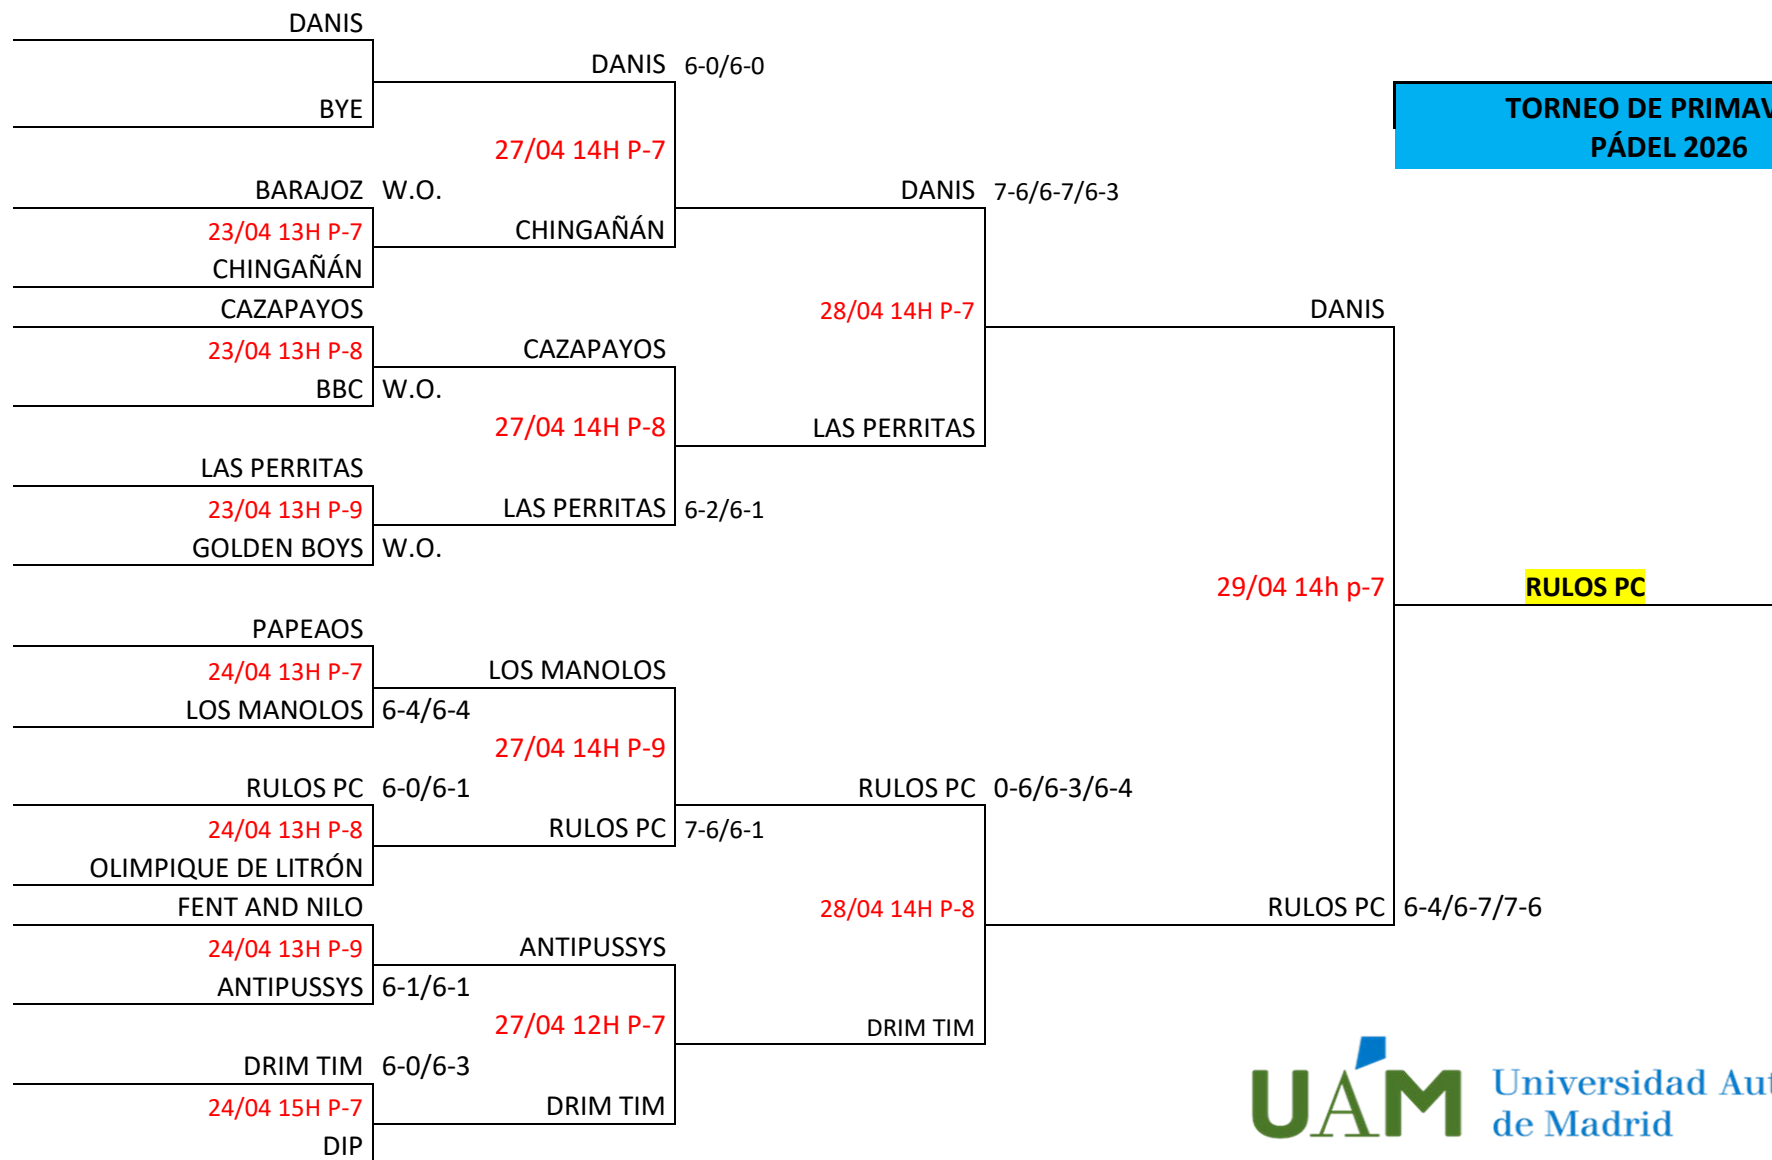 DANIS
DANIS 6-0/6-0
BYE
TORNEO DE PRIMAV
PÁDEL 2026
27/04 14H P-7
BARAJOZ W.O.
DANIS 7-6/6-7/6-3
23/04 13H P-7
CHINGAÑÁN
CHINGAÑÁN
CAZAPAYOS
28/04 14H P-7
DANIS
23/04 13H P-8
CAZAPAYOS
BBC W.O.
27/04 14H P-8
LAS PERRITAS
LAS PERRITAS
23/04 13H P-9
LAS PERRITAS 6-2/6-1
GOLDEN BOYS W.O.
29/04 14h p-7
RULOS PC
PAPEAOS
24/04 13H P-7
LOS MANOLOS
LOS MANOLOS 6-4/6-4
27/04 14H P-9
RULOS PC 6-0/6-1
RULOS PC 0-6/6-3/6-4
24/04 13H P-8
RULOS PC 7-6/6-1
OLIMPIQUE DE LITRÓN
FENT AND NILO
28/04 14H P-8
RULOS PC 6-4/6-7/7-6
24/04 13H P-9
ANTIPUSSYS
ANTIPUSSYS 6-1/6-1
27/04 12H P-7
DRIM TIM
DRIM TIM 6-0/6-3
24/04 15H P-7
DRIM TIM
DIP
UAM Universidad Aut
de Madrid